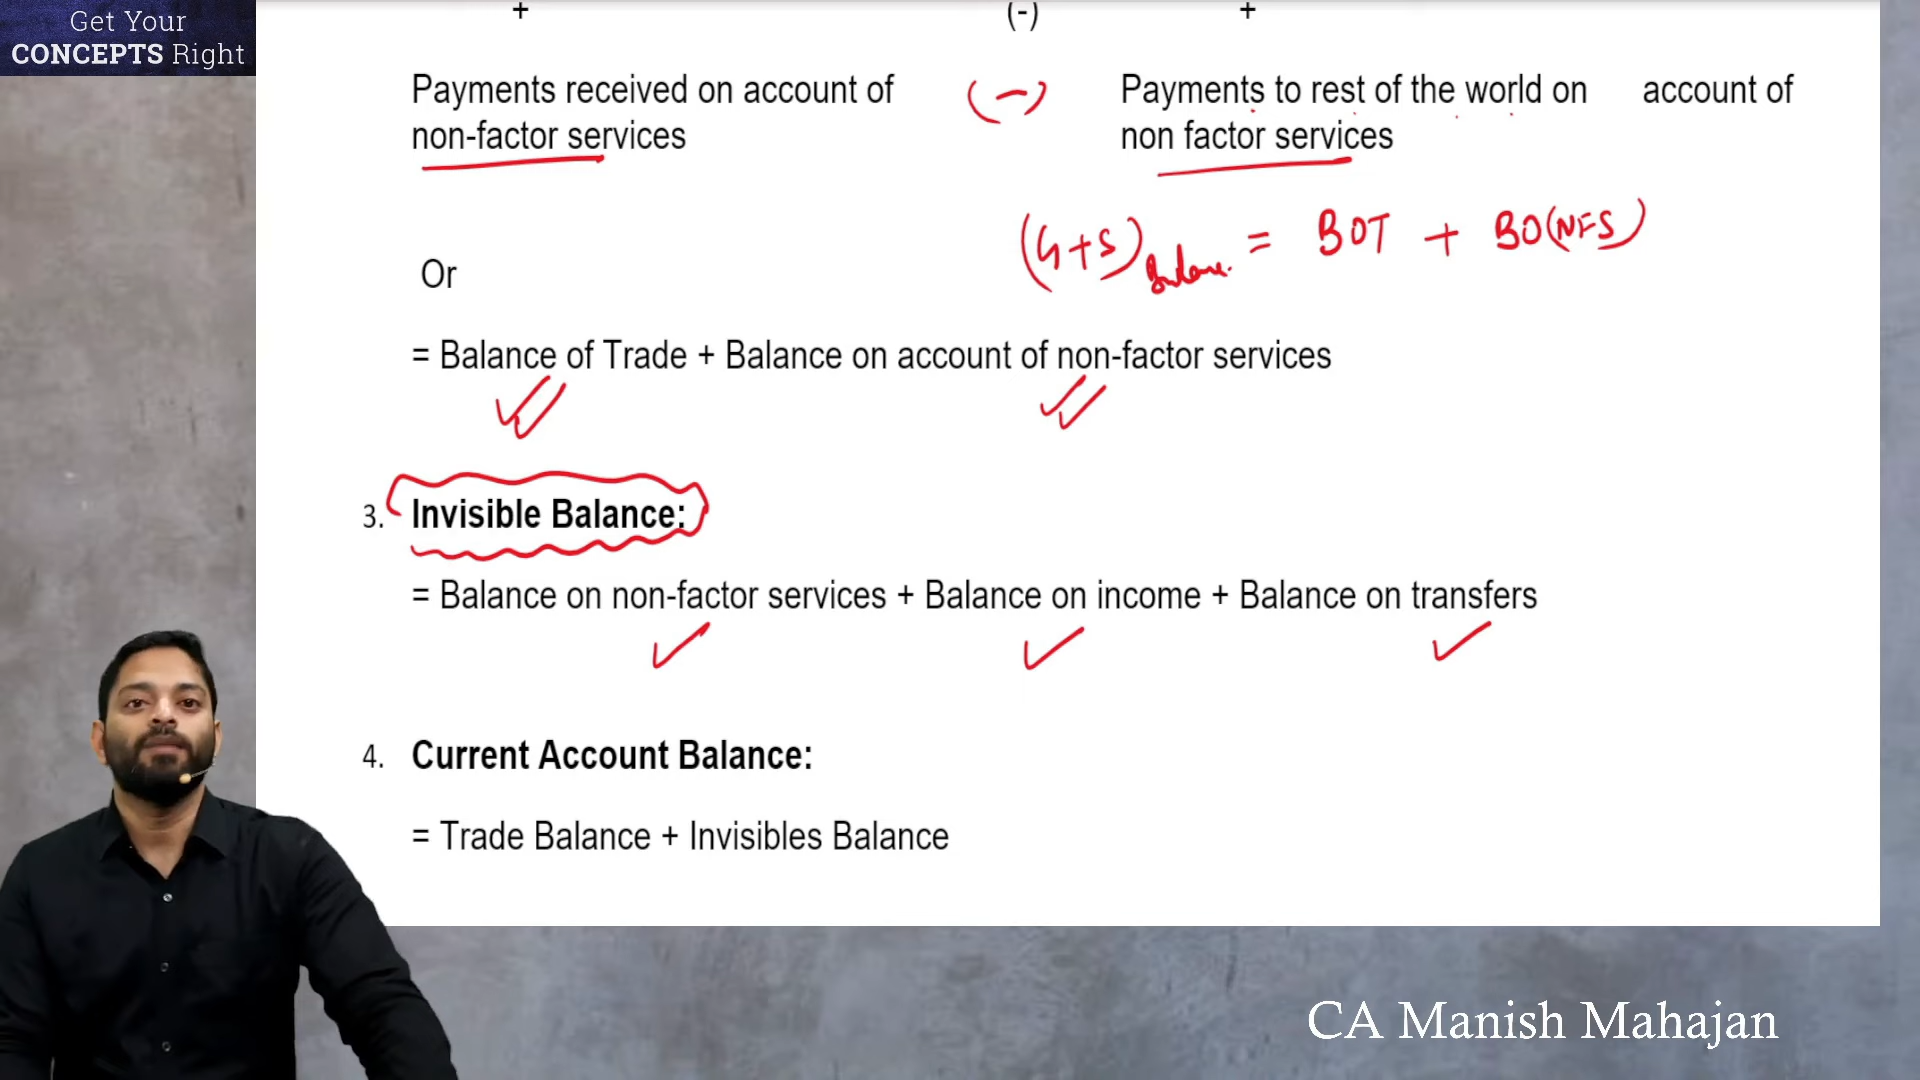 Get Your
CONCEPTS Right
+ (-) +
Payments received on account of (-) Payments to rest of the world on account of
non-factor services non factor services
(G+S) Balance = BOT + BO(NFS)
Or
= Balance of Trade + Balance on account of non-factor services
3. Invisible Balance:
= Balance on non-factor services + Balance on income + Balance on transfers
4. Current Account Balance:
= Trade Balance + Invisibles Balance
CA Manish Mahajan